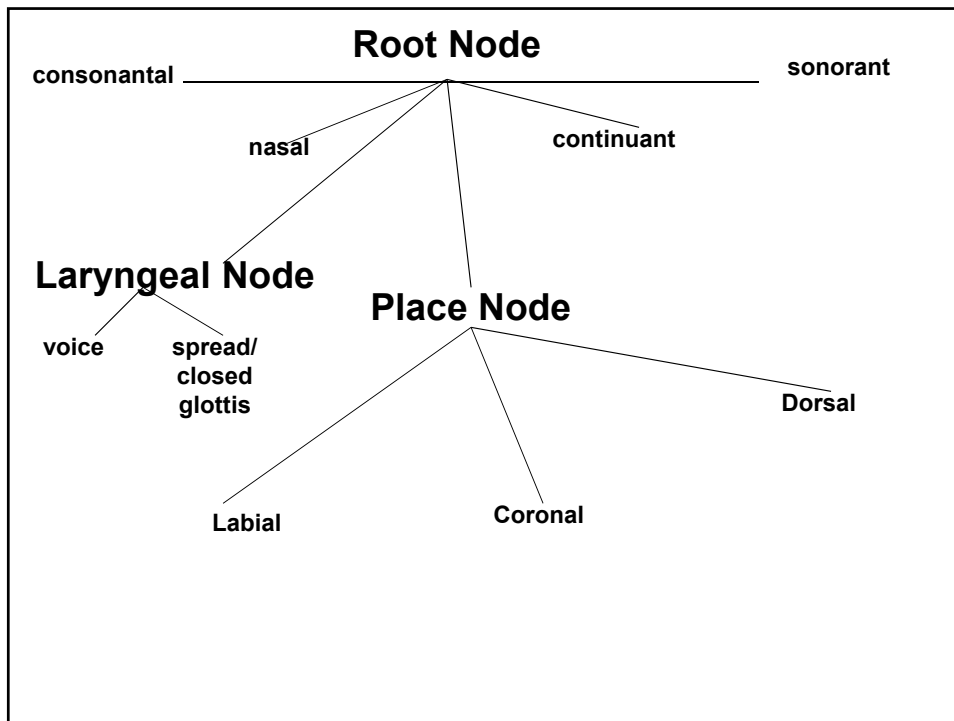 Root Node
consonantal
sonorant
nasal
continuant
Laryngeal Node
Place Node
voice
spread/
closed
glottis
Dorsal
Labial
Coronal